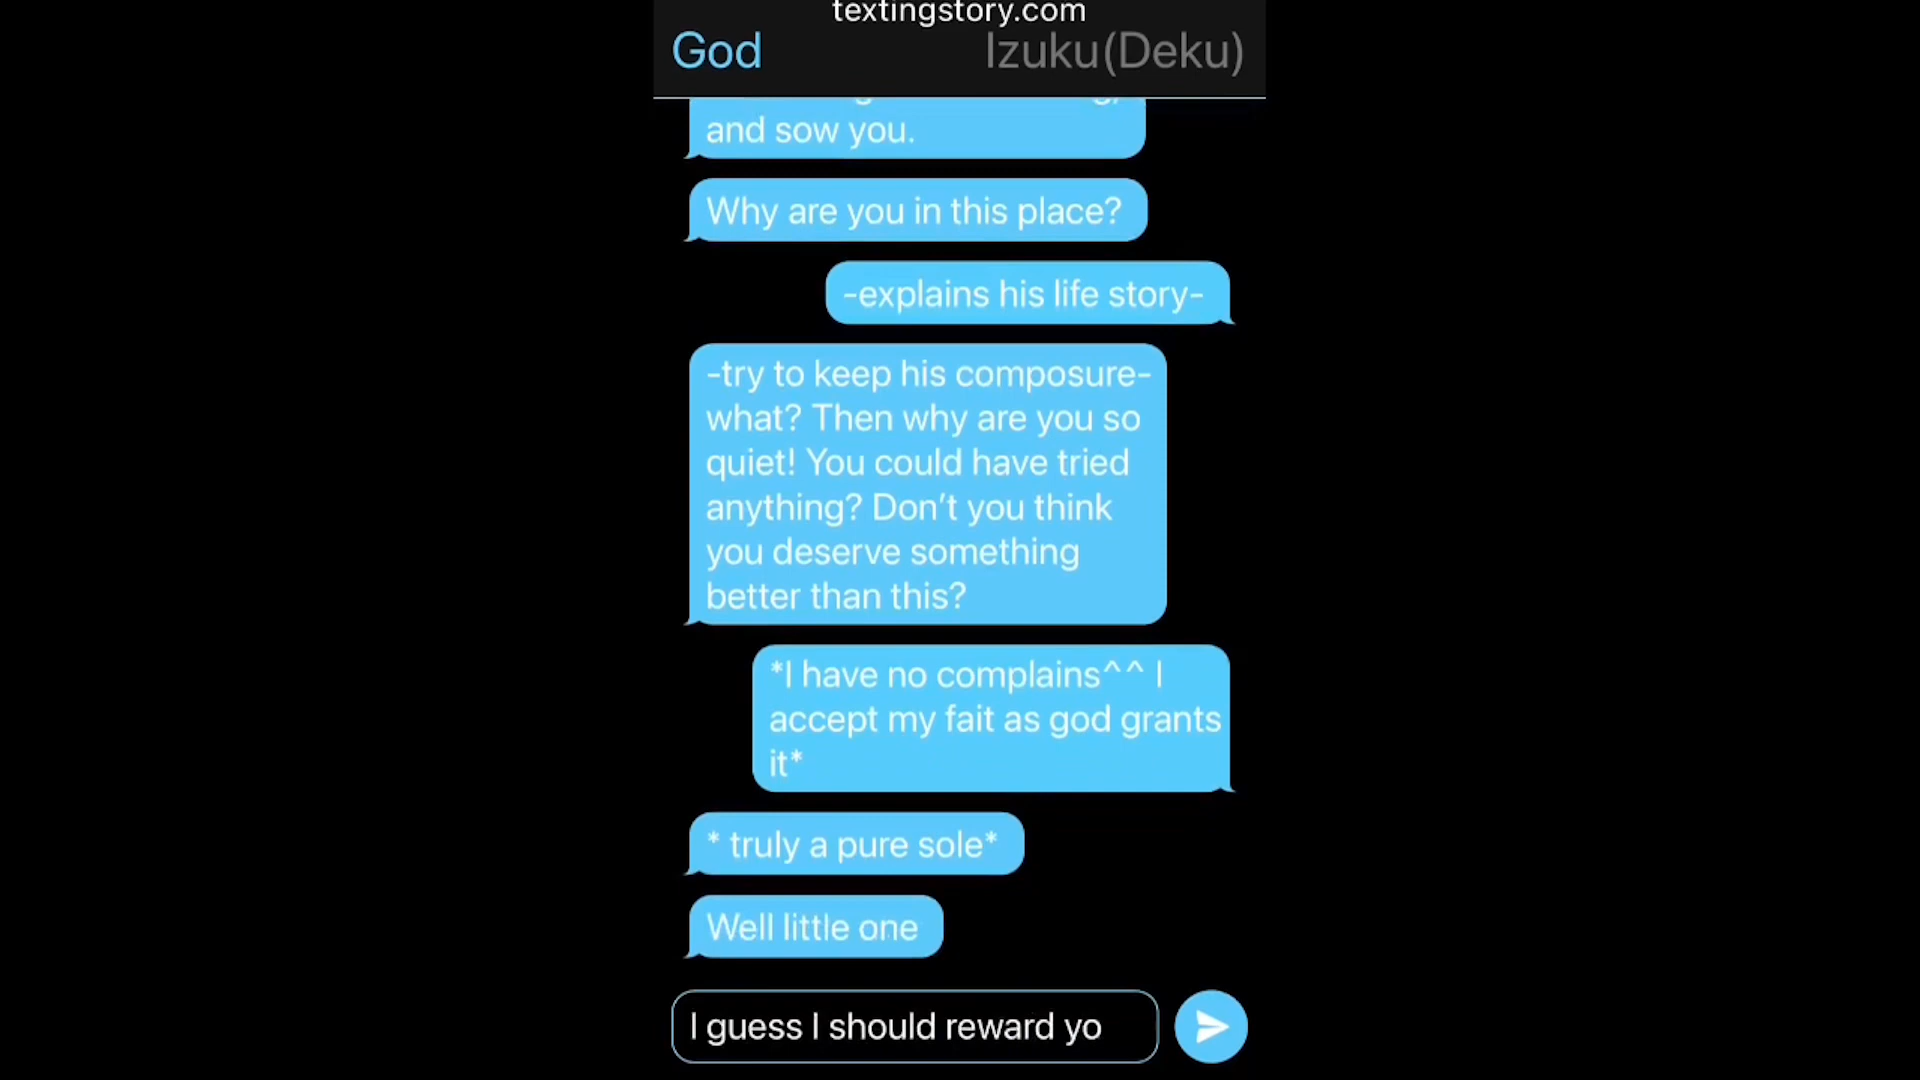 textingstory.com
God
Izuku(Deku)
and sow you.
Why are you in this place?
-explains his life story-
-try to keep his composure-
what? Then why are you so
quiet! You could have tried
anything? Don’t you think
you deserve something
better than this?
*I have no complains^^ I
accept my fait as god grants
it*
* truly a pure sole*
Well little one
I guess I should reward yo